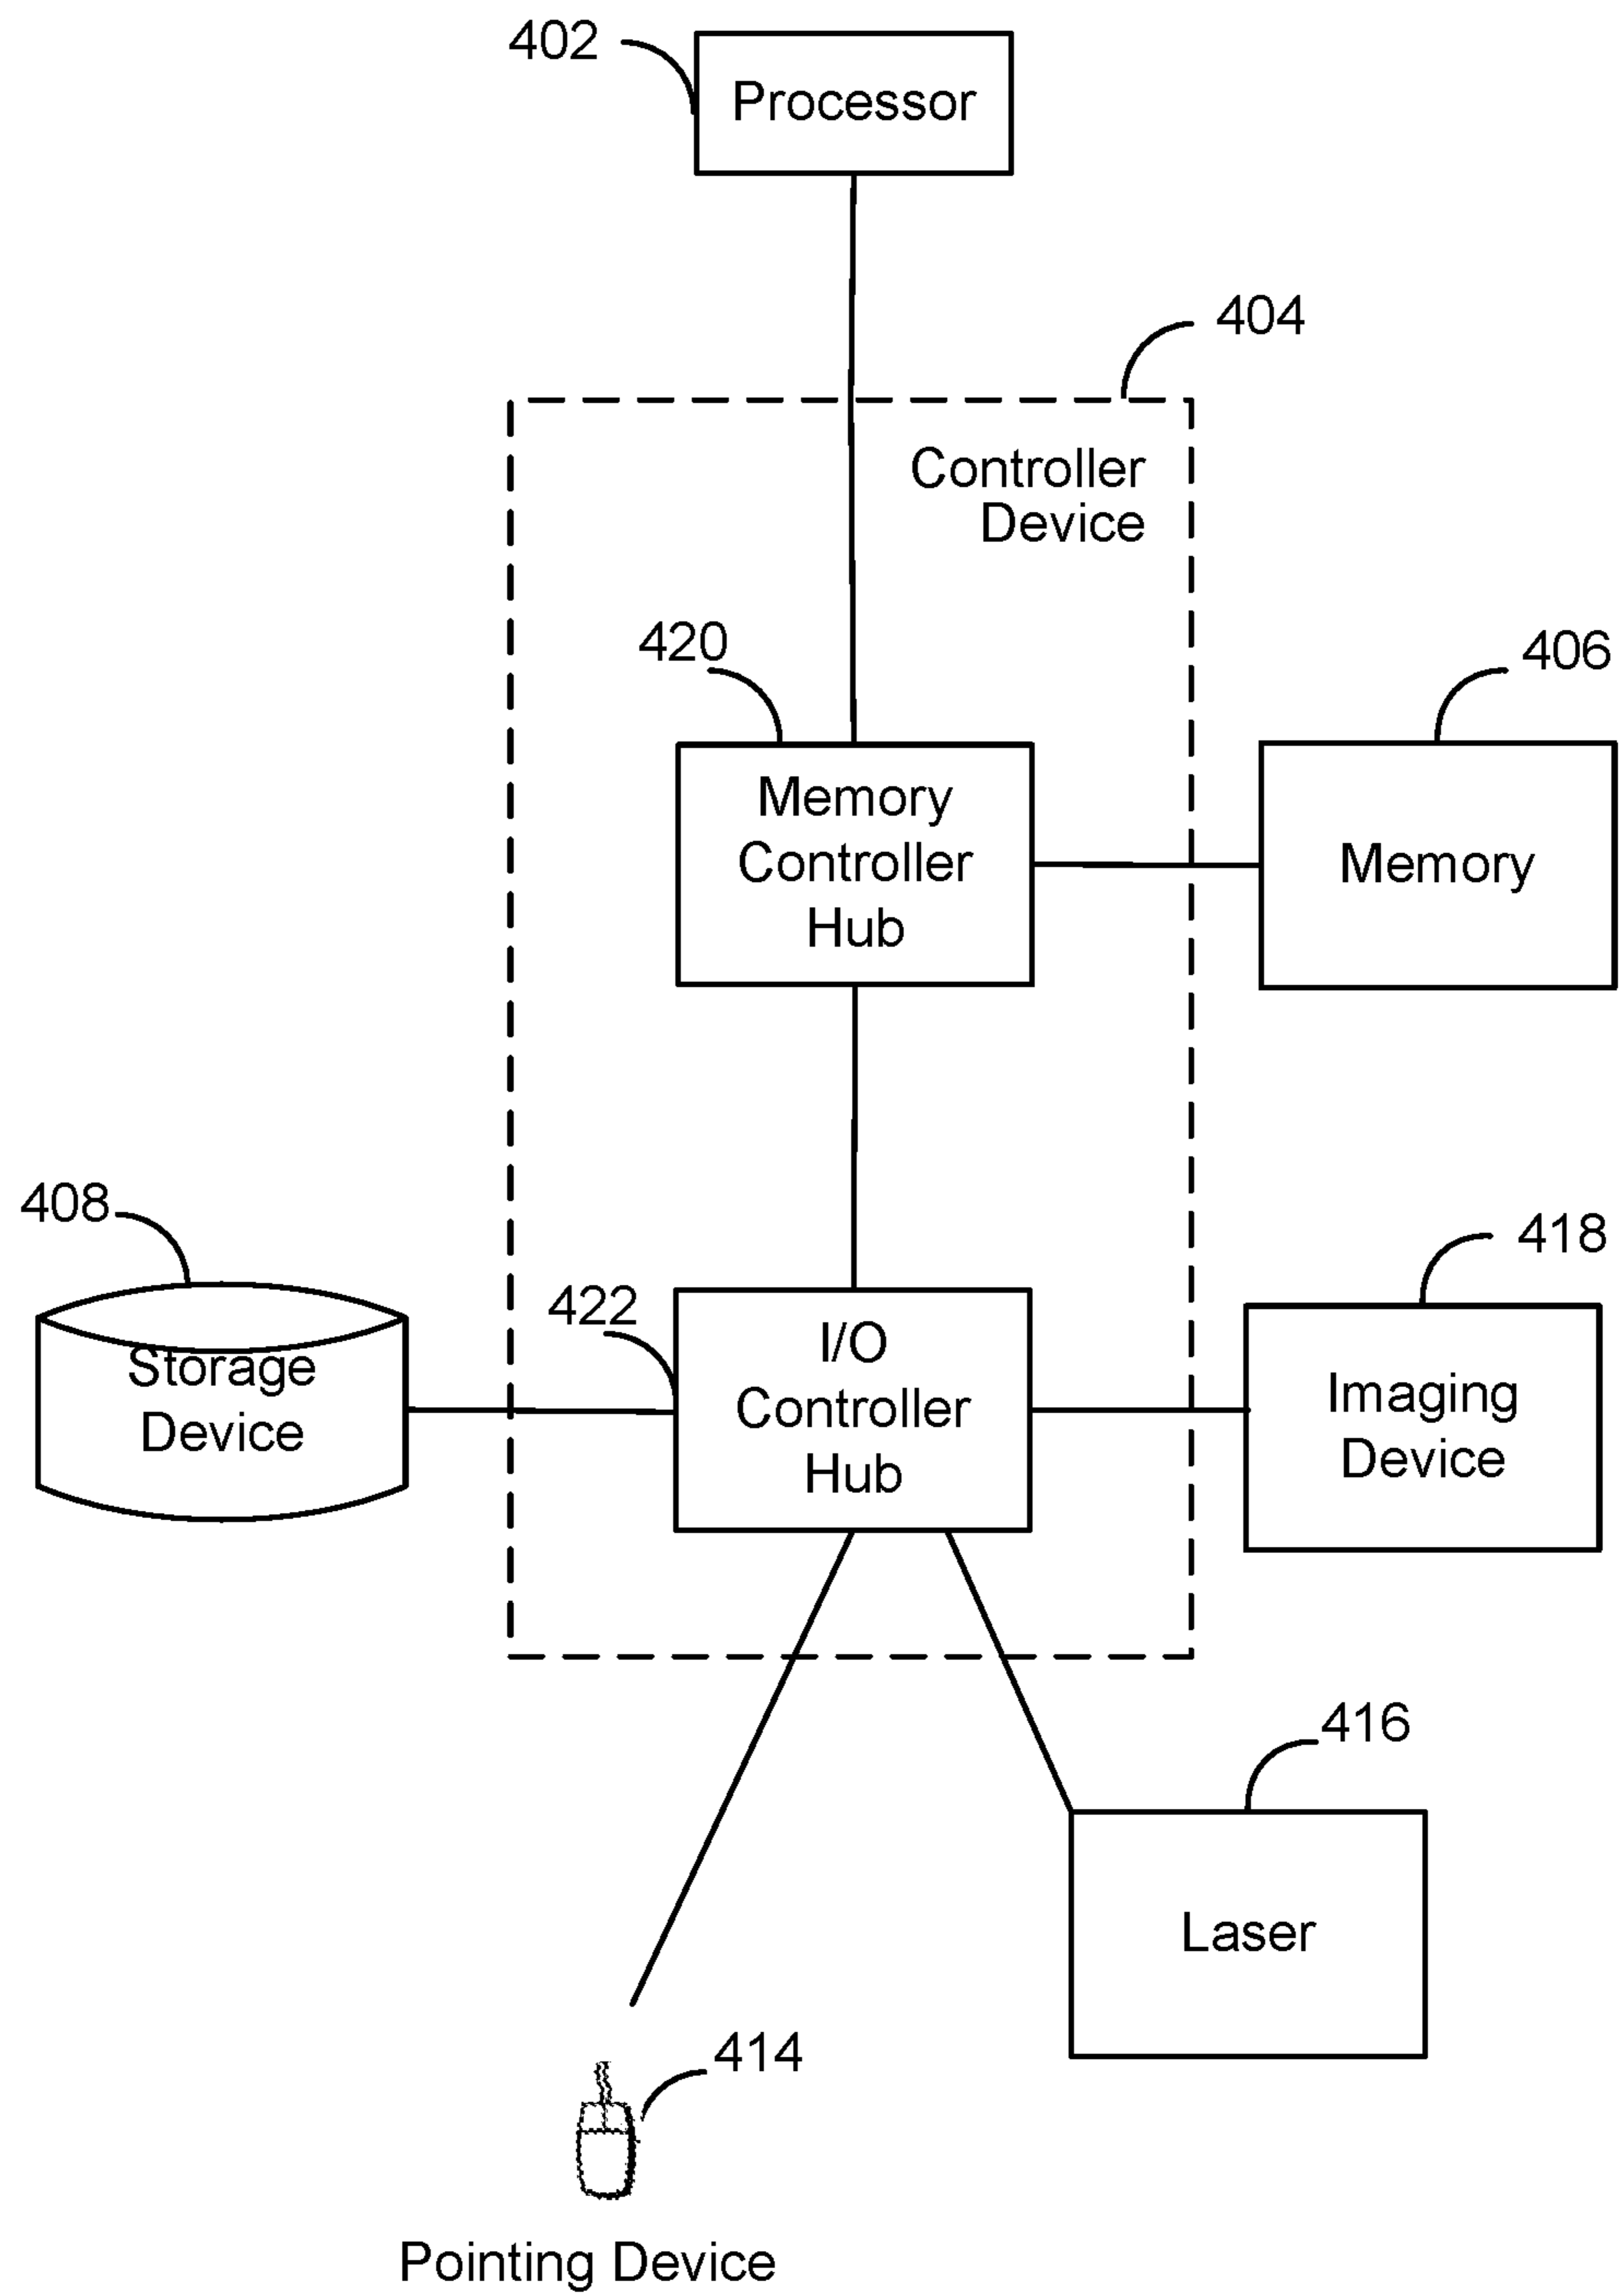 402
Processor
404
Controller
Device
420
406
Memory
Controller
Hub
Memory
408
418
422
Storage
Device
I/O
Controller
Hub
Imaging
Device
416
Laser
414
Pointing Device